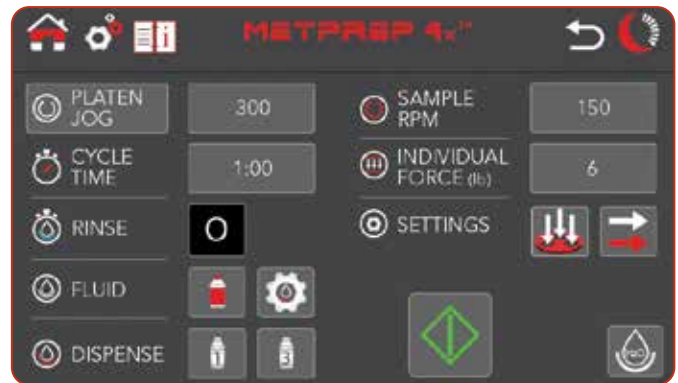 METPREP 4x™
PLATEN JOG 300
SAMPLE RPM 150
CYCLE TIME 1:00
INDIVIDUAL FORCE (lb) 6
RINSE O
SETTINGS
FLUID
DISPENSE 1 3
H2O